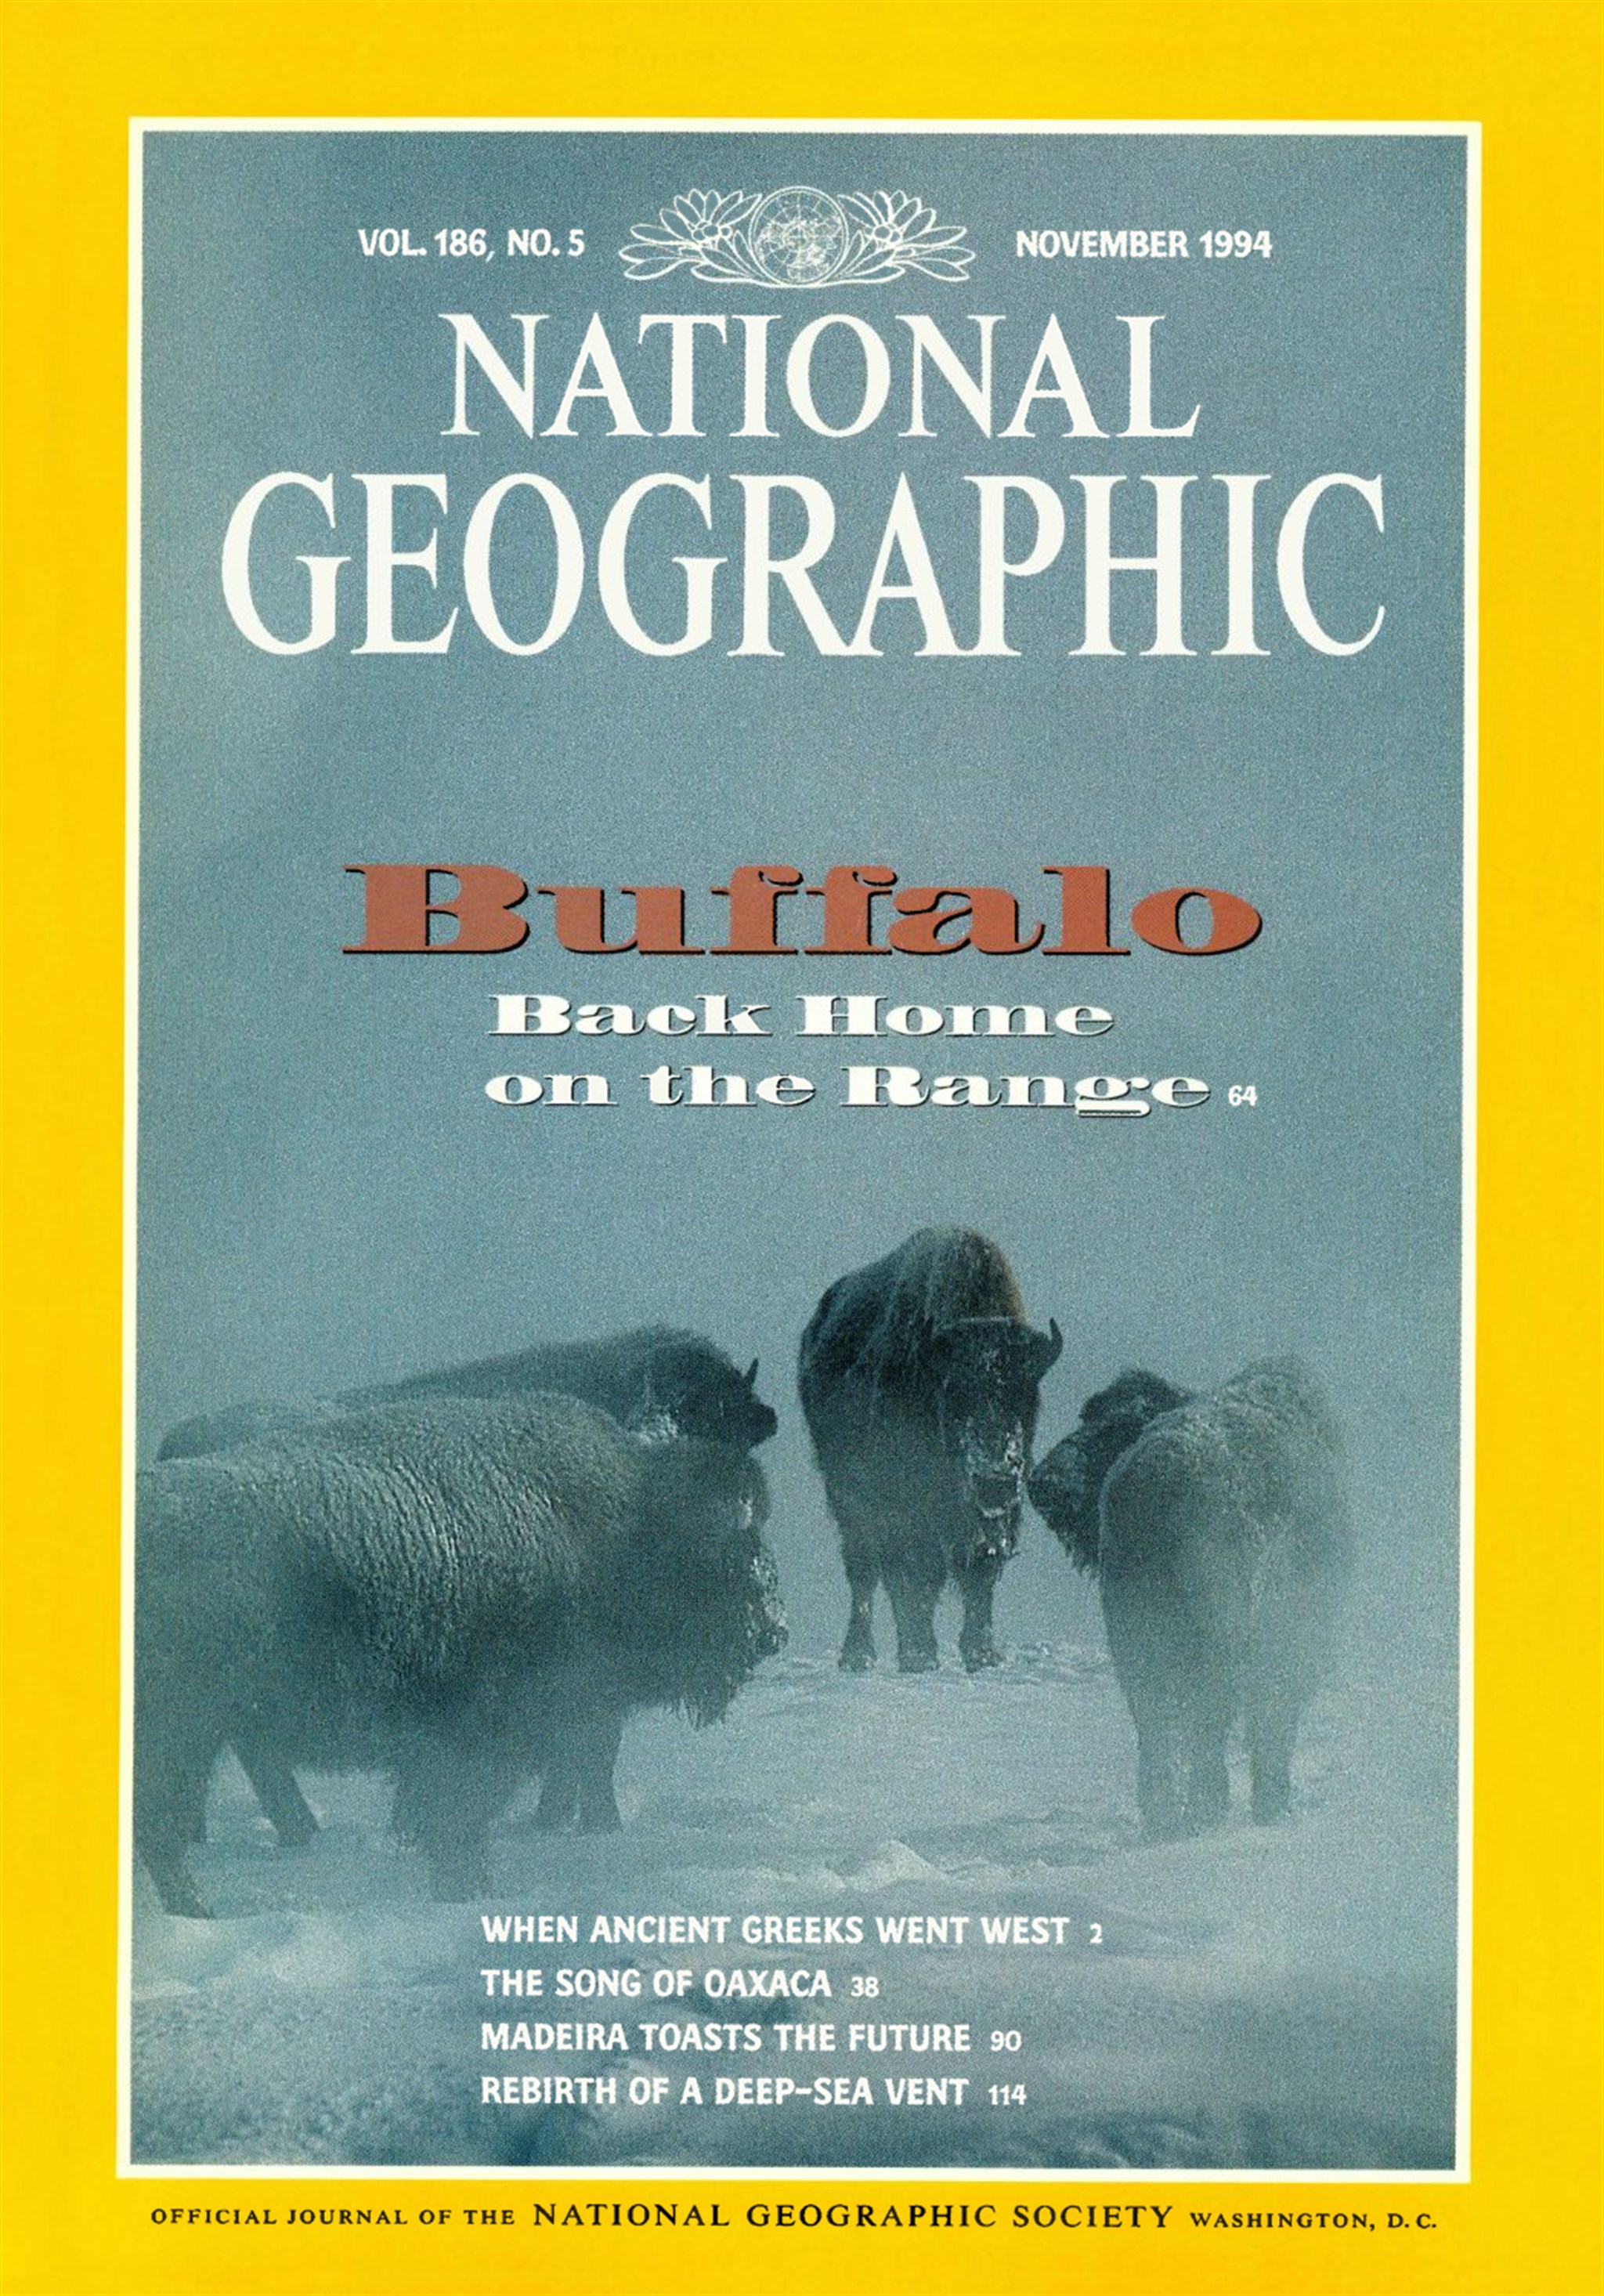 VOL. 186, NO. 5
NOVEMBER 1994
NATIONAL
GEOGRAPHIC
Buffalo
Back Home
on the Range 64
WHEN ANCIENT GREEKS WENT WEST 2
THE SONG OF OAXACA 38
MADEIRA TOASTS THE FUTURE 90
REBIRTH OF A DEEP-SEA VENT 114
OFFICIAL JOURNAL OF THE NATIONAL GEOGRAPHIC SOCIETY WASHINGTON, D.C.